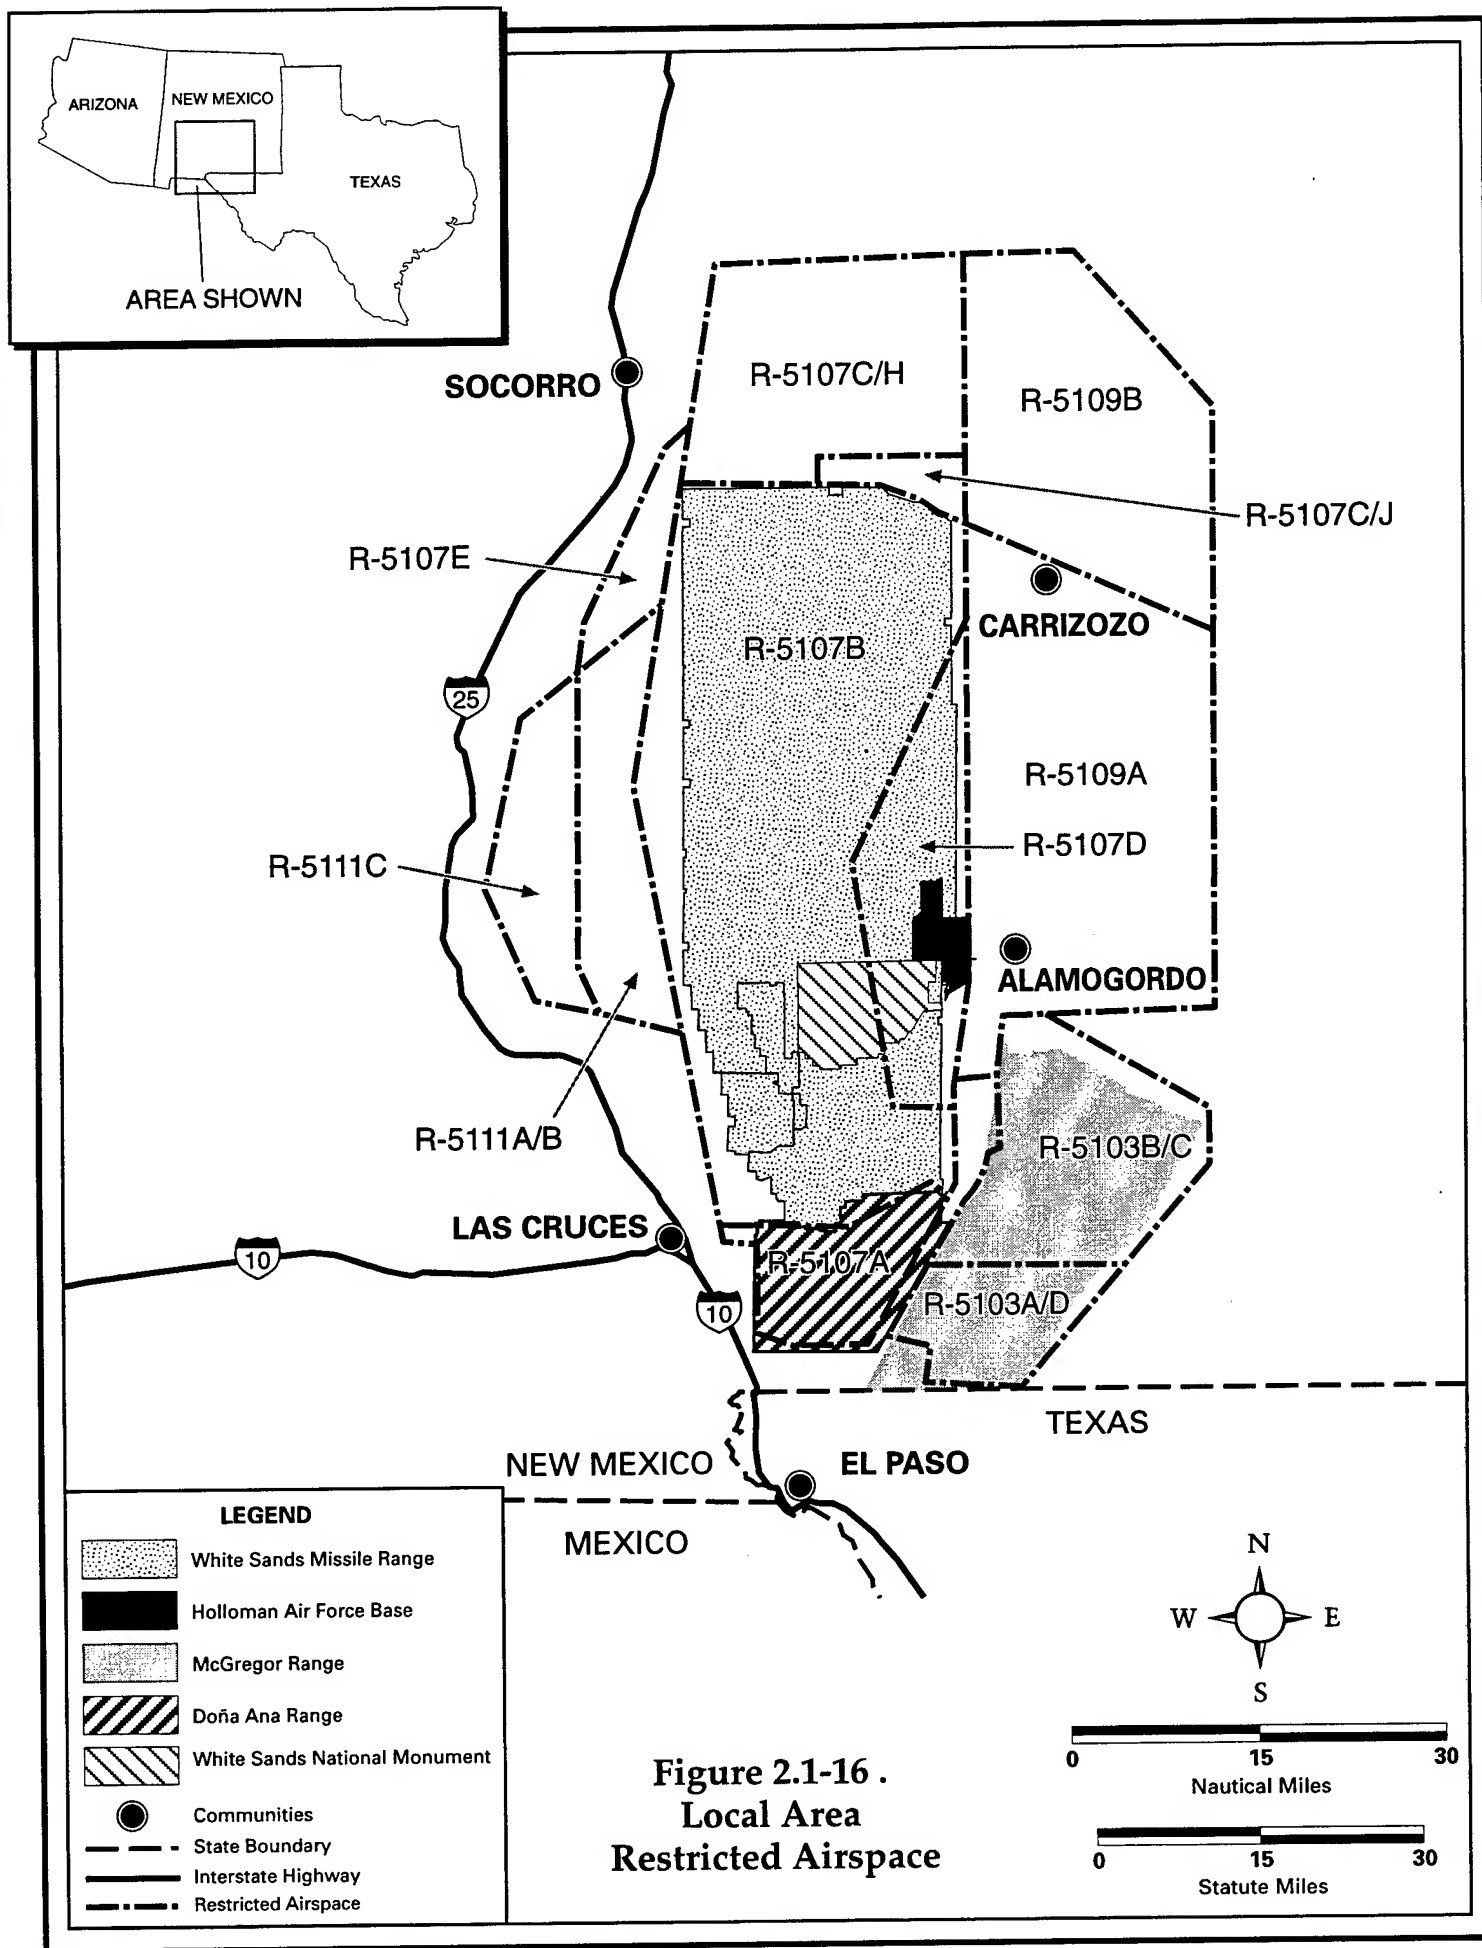 ARIZONA
NEW MEXICO
TEXAS
AREA SHOWN
SOCORRO
R-5107C/H
R-5109B
R-5107C/J
R-5107E
CARRIZOZO
R-5107B
25
R-5109A
R-5107D
R-5111C
ALAMOGORDO
R-5111A/B
R-5103B/C
LAS CRUCES
10
R-5107A
R-5103A/D
10
TEXAS
NEW MEXICO
EL PASO
MEXICO
LEGEND
White Sands Missile Range
Holloman Air Force Base
McGregor Range
Doña Ana Range
White Sands National Monument
Communities
State Boundary
Interstate Highway
Restricted Airspace
Figure 2.1-16 .
Local Area
Restricted Airspace
N
W E
S
0 15 30
Nautical Miles
0 15 30
Statute Miles